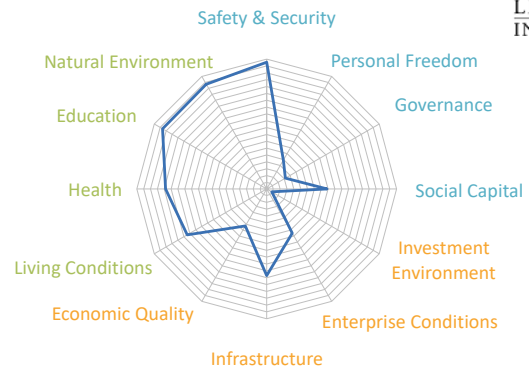 Safety & Security
Natural Environment
Personal Freedom
Education
Governance
Health
Social Capital
Investment
Environment
Living Conditions
Economic Quality
Enterprise Conditions
Infrastructure